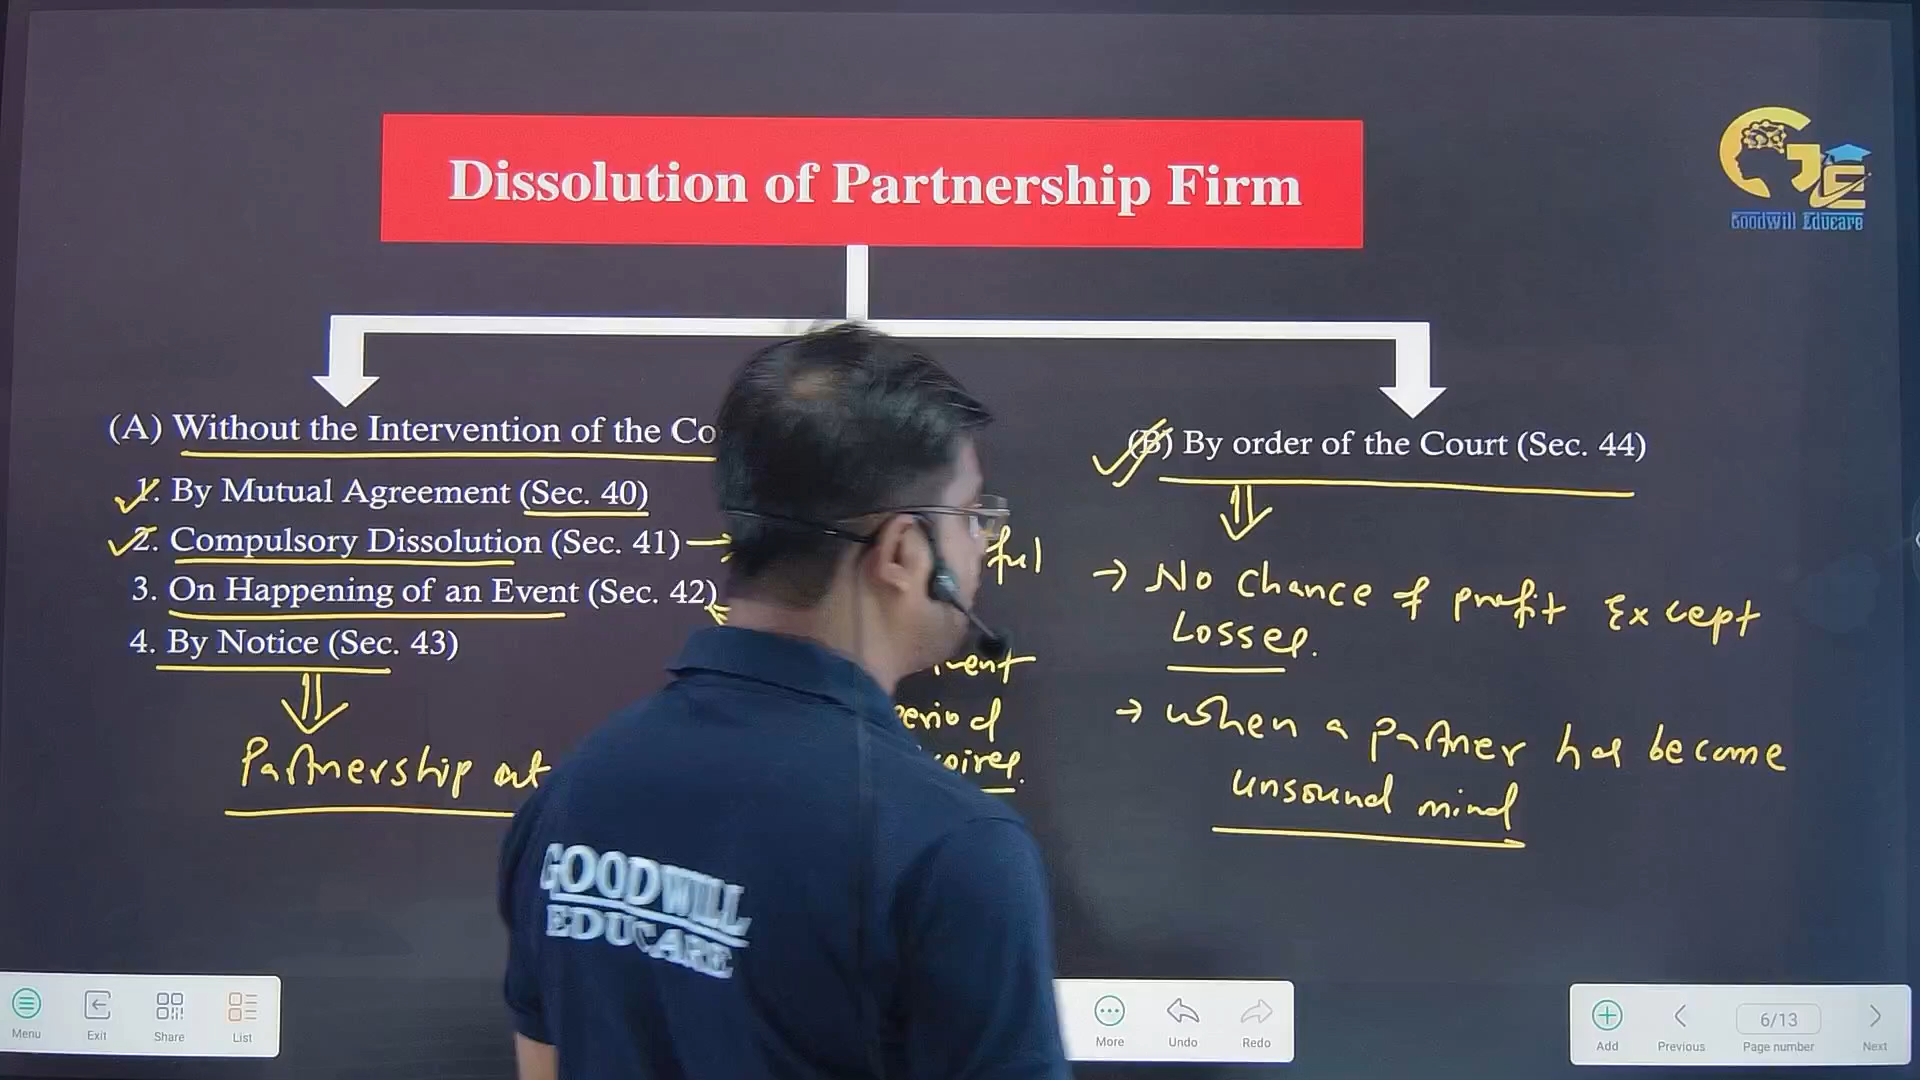 Dissolution of Partnership Firm
Goodwill Educare
(A) Without the Intervention of the Co
1. By Mutual Agreement (Sec. 40)
2. Compulsory Dissolution (Sec. 41)
3. On Happening of an Event (Sec. 42)
4. By Notice (Sec. 43)
Partnership at
ful
period
(B) By order of the Court (Sec. 44)
→ No Chance of profit Except
Losses.
→ when a partner has become
unsound mind
GOODWILL
EDUCARE
Menu
Exit
Share
List
More
Undo
Redo
Add
Previous
6/13
Page number
Next